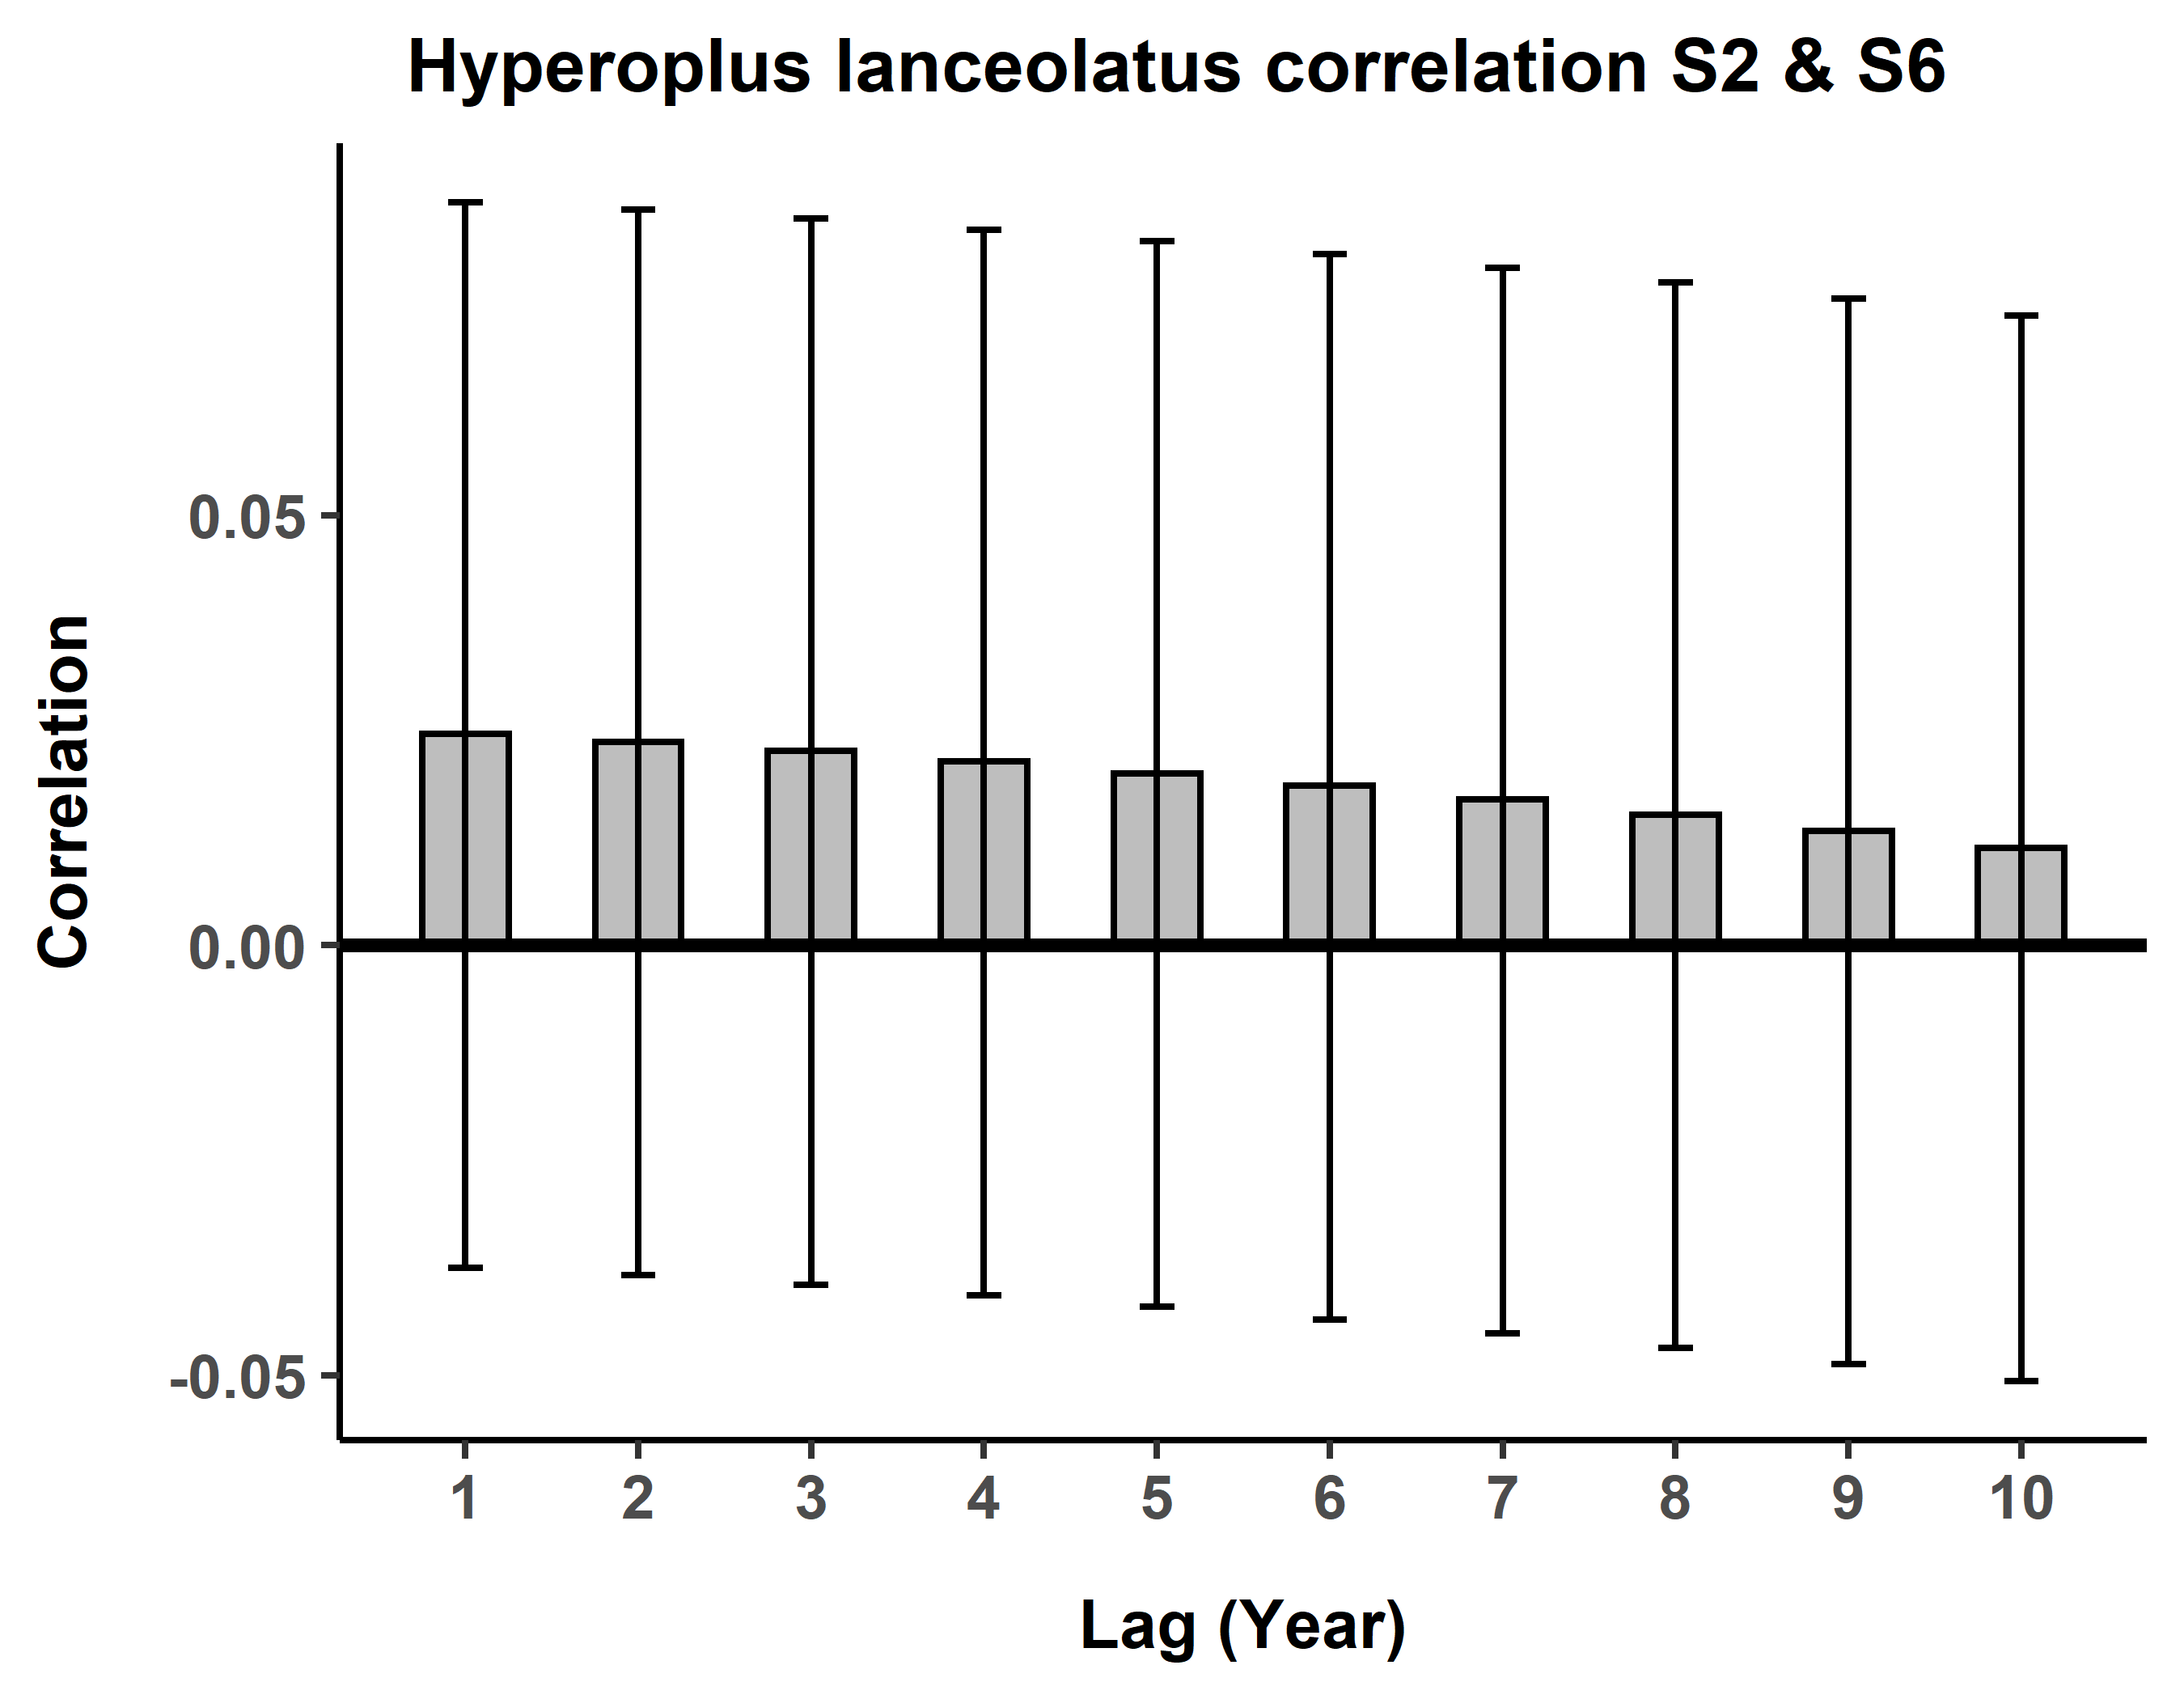 Hyperoplus lanceolatus correlation S2 & S6
Correlation
0.05
0.00
-0.05
1 2 3 4 5 6 7 8 9 10
Lag (Year)